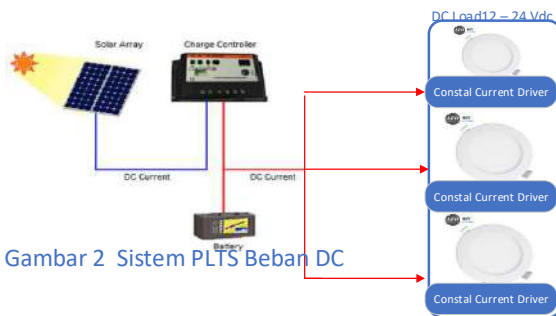 DC Load12 – 24 Vdc
Solar Array
Charge Controller
Constal Current Driver
DC Current
DC Current
Constal Current Driver
Battery
Gambar 2 Sistem PLTS Beban DC
Constal Current Driver